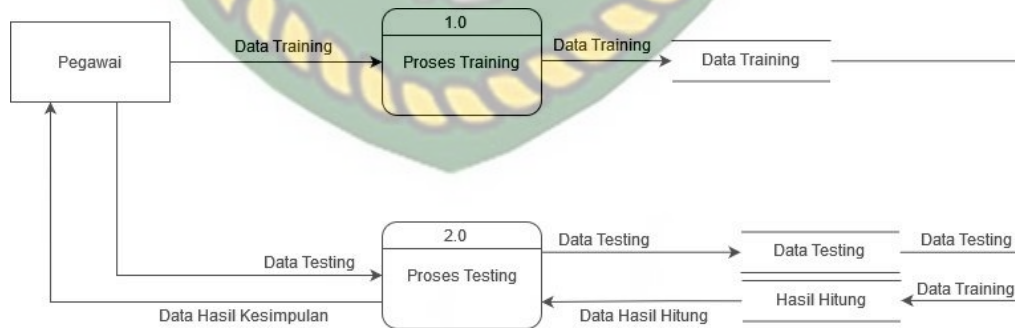 1.0
Pegawai
Data Training
Proses Training
Data Training
Data Training
2.0
Data Testing
Proses Testing
Data Testing
Data Testing
Data Testing
Data Hasil Kesimpulan
Data Hasil Hitung
Hasil Hitung
Data Training